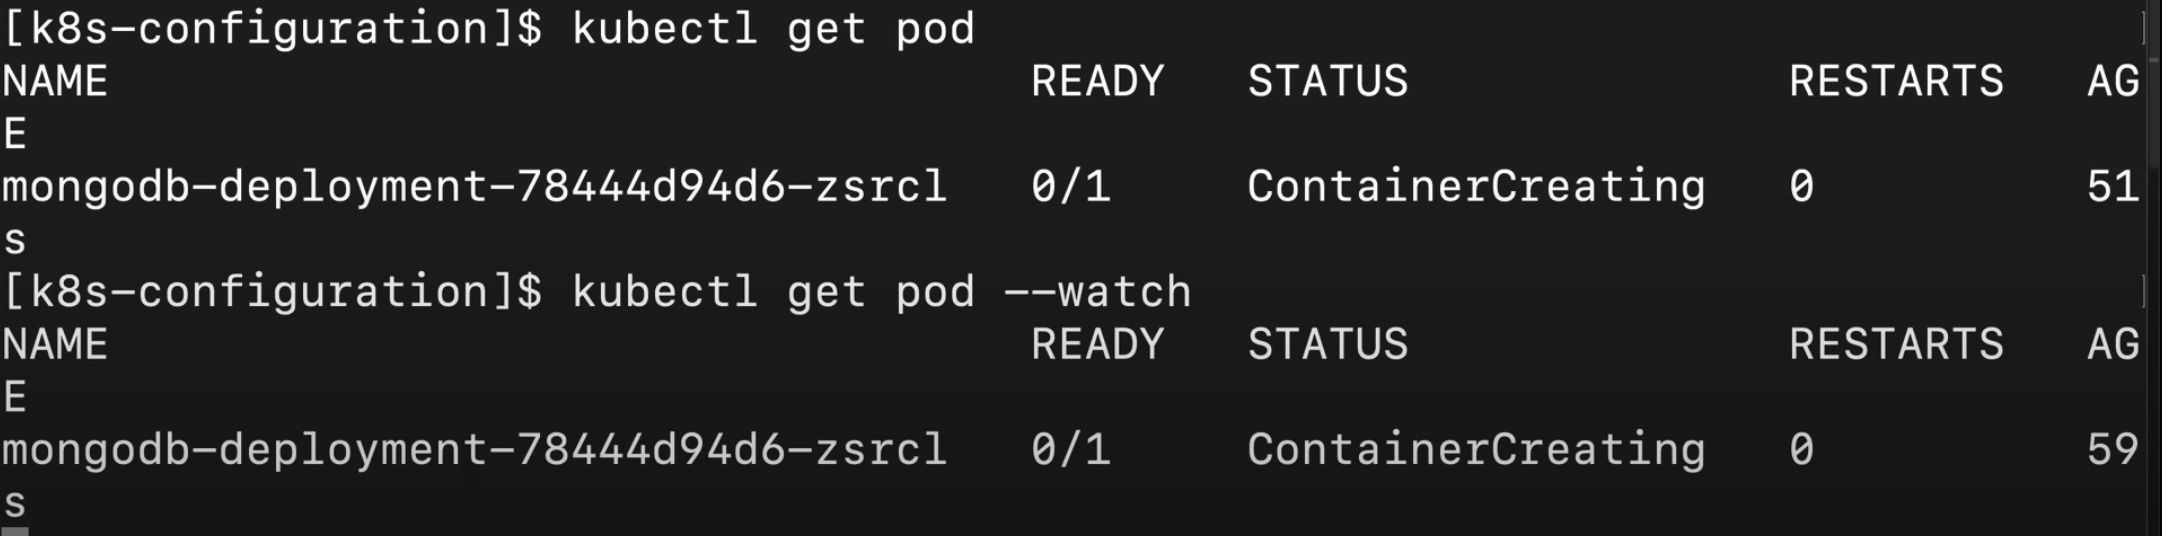 [k8s-configuration]$ kubectl get pod ]
NAME READY STATUS RESTARTS AG
E
mongodb-deployment-78444d94d6-zsrcl 0/1 ContainerCreating 0 51
s
[k8s-configuration]$ kubectl get pod --watch ]
NAME READY STATUS RESTARTS AG
E
mongodb-deployment-78444d94d6-zsrcl 0/1 ContainerCreating 0 59
s